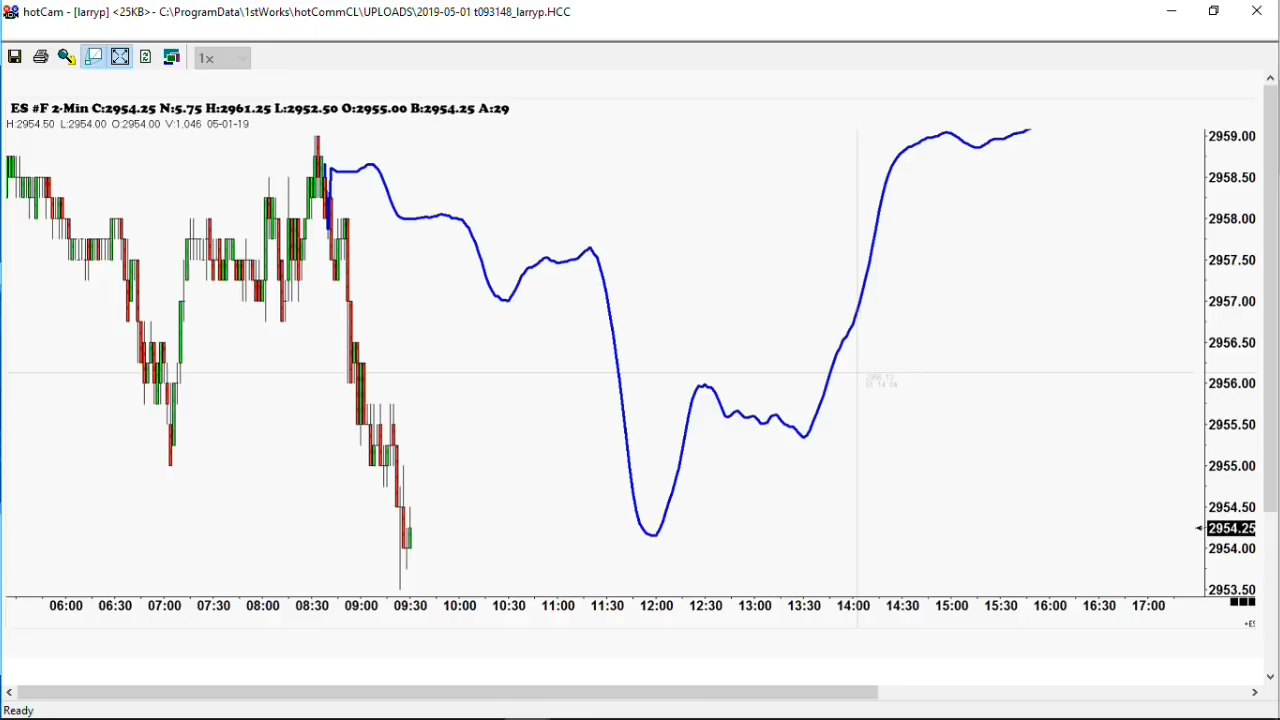 hotCam - [larryp] <25KB>- C:\ProgramData\1stWorks\hotCommCL\UPLOADS\2019-05-01 t093148_larryp.HCC
1x
ES #F 2-Min C:2954.25 N:5.75 H:2961.25 L:2952.50 O:2955.00 B:2954.25 A:29
H:2954.50 L:2954.00 O:2954.00 V:1,046 05-01-19
2959.00
2958.50
2958.00
2957.50
2957.00
2956.50
2956.00
2955.50
2955.00
2954.50
2954.25
2954.00
2953.50
06:00 06:30 07:00 07:30 08:00 08:30 09:00 09:30 10:00 10:30 11:00 11:30 12:00 12:30 13:00 13:30 14:00 14:30 15:00 15:30 16:00 16:30 17:00
+ES
Ready